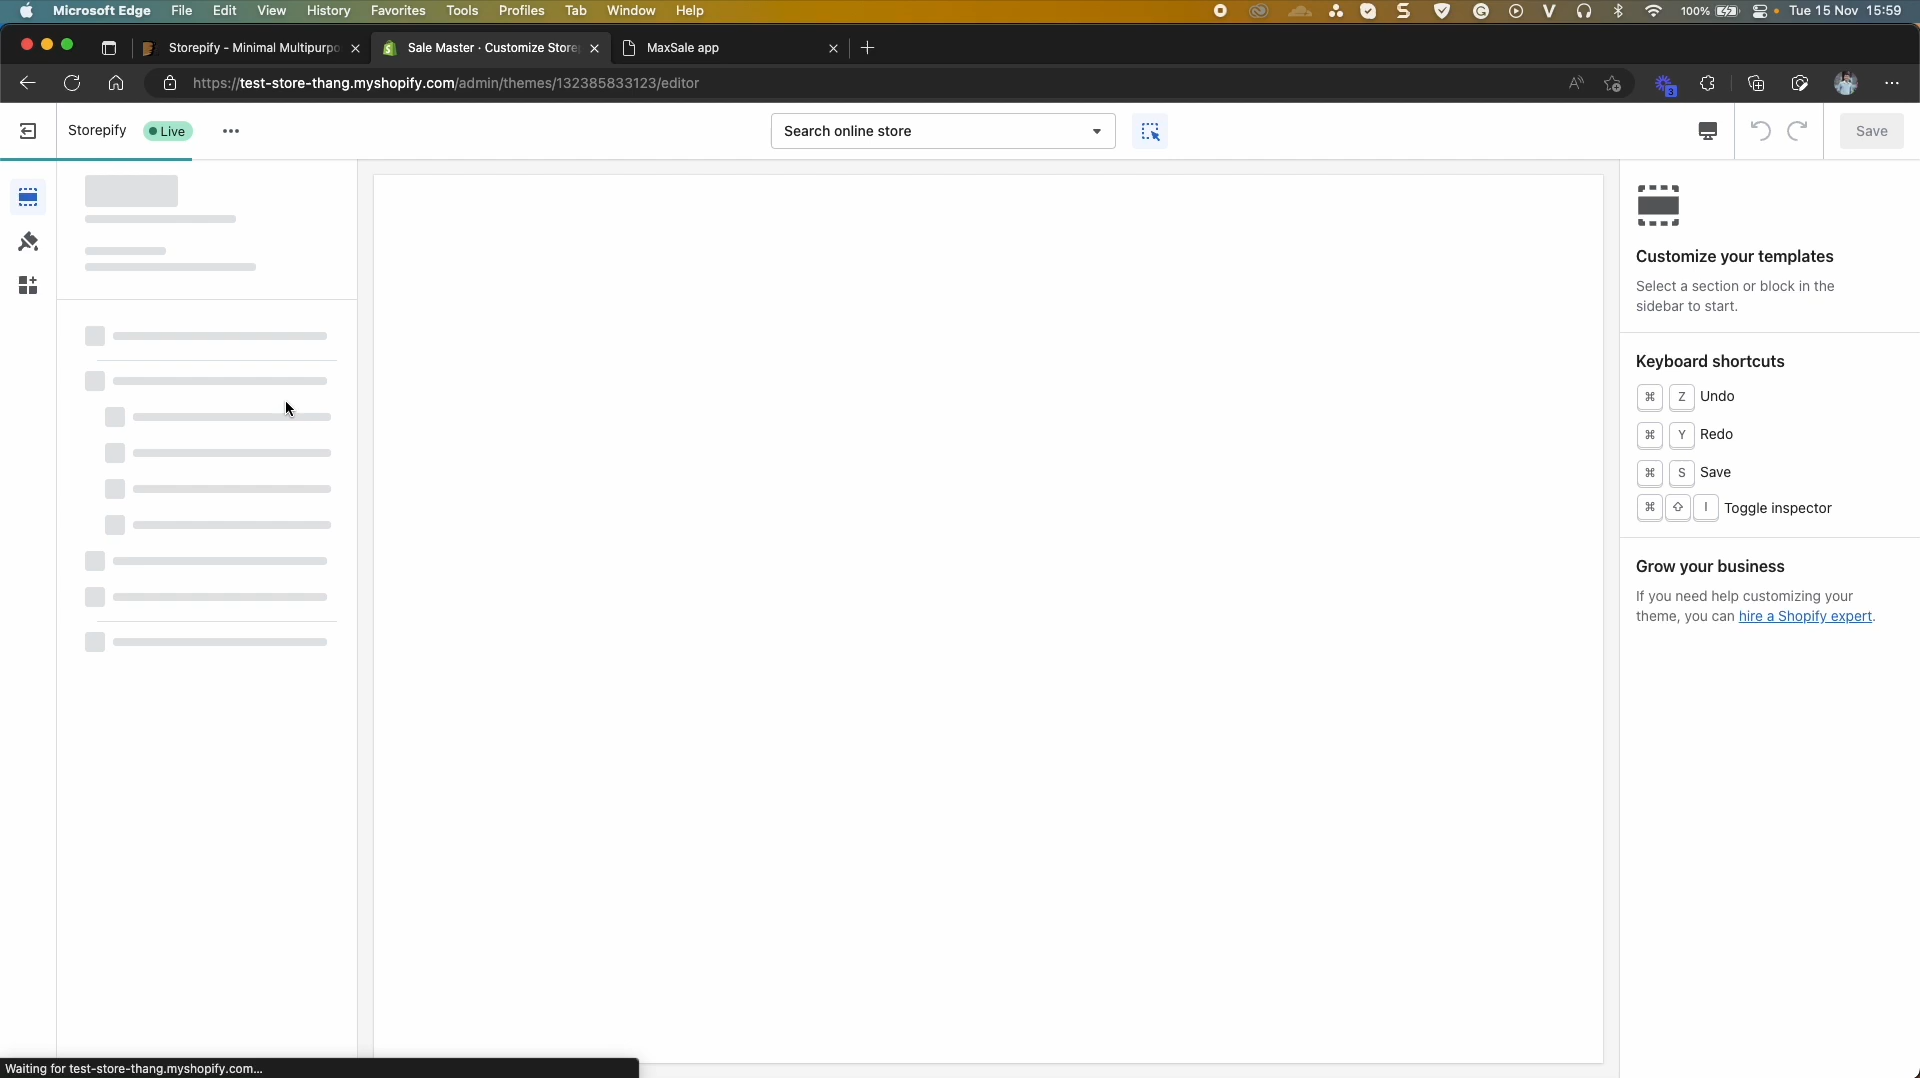 Microsoft Edge File Edit View History Favorites Tools Profiles Tab Window Help 100% Tue 15 Nov 15:59
Storepify - Minimal Multipurpo Sale Master · Customize Store MaxSale app
https://test-store-thang.myshopify.com/admin/themes/132385833123/editor
3
Storepify Live Search online store Save
Customize your templates
Select a section or block in the
sidebar to start.
Keyboard shortcuts
⌘ Z Undo
⌘ Y Redo
⌘ S Save
⌘ ⇧ I Toggle inspector
Grow your business
If you need help customizing your
theme, you can hire a Shopify expert.
Waiting for test-store-thang.myshopify.com...